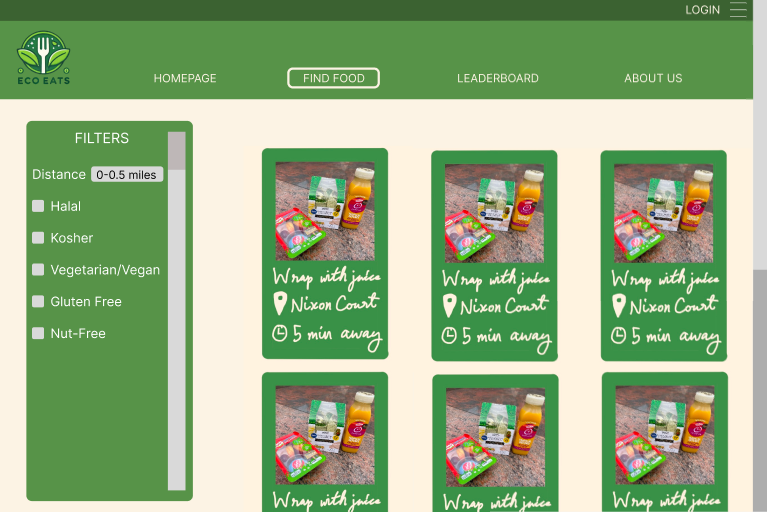 LOGIN
ECO EATS
HOMEPAGE FIND FOOD LEADERBOARD ABOUT US
FILTERS
Distance 0-0.5 miles
Halal
Kosher
Vegetarian/Vegan
Gluten Free
Nut-Free
Wrap with juice
Nixon Court
5 min away
Wrap with juice
Nixon Court
5 min away
Wrap with juice
Nixon Court
5 min away
Wrap with juice
Wrap with juice
Wrap with juice